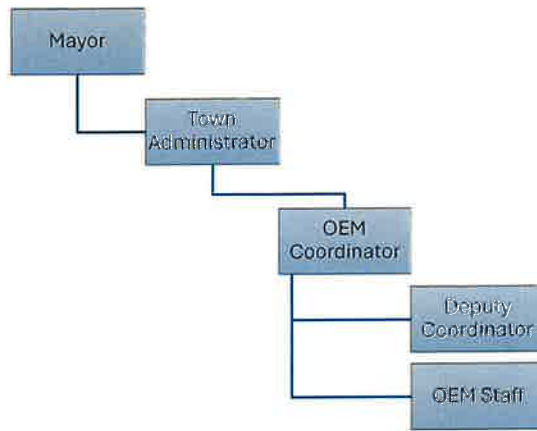 Mayor
Town
Administrator
OEM
Coordinator
Deputy
Coordinator
OEM Staff